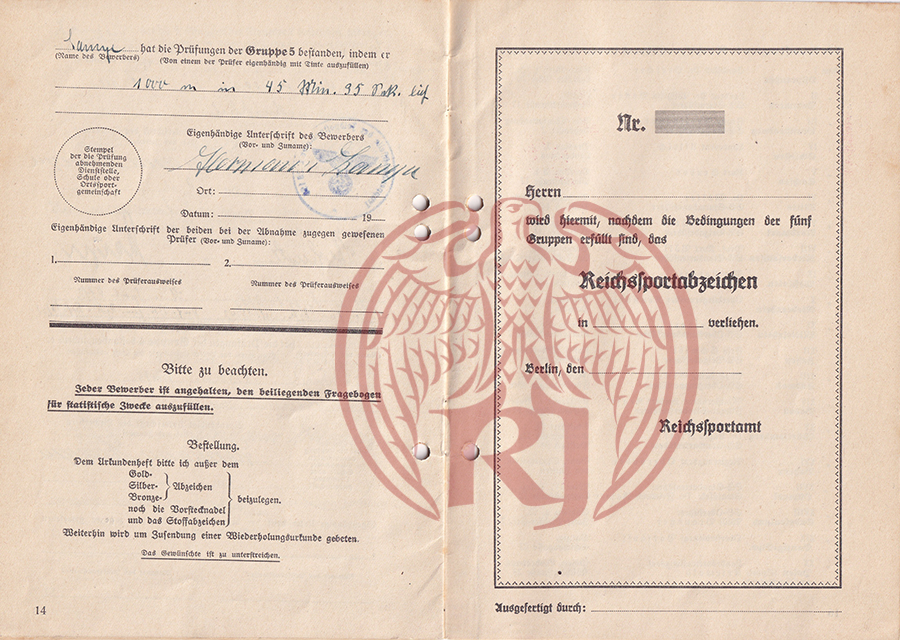 hat die Prüfungen der Gruppe 5 bestanden, indem er
(Name des Bewerbers) (Von einem der Prüfer eigenhändig mit Tinte auszufüllen)
1000 m in 45 Min. 35 Sek.
Stempel
der die Prüfung
abnehmenden
Dienststelle,
Schule oder
Ortssport-
gemeinschaft
Eigenhändige Unterschrift des Bewerbers
(Vor- und Zuname):
Ort:
Datum: 19
Eigenhändige Unterschrift der beiden bei der Abnahme zugegen gewesenen
Prüfer (Vor- und Zuname):
1. 2.
Nummer des Prüferausweises Nummer des Prüferausweises
Bitte zu beachten.
Jeder Bewerber ist angehalten, den beiliegenden Fragebogen
für statistische Zwecke auszufüllen.
Bestellung.
Dem Urkundenheft bitte ich außer dem
Gold-
Silber- Abzeichen
Bronze- beizulegen.
noch die Vorstecknadel
und das Stoffabzeichen
Weiterhin wird um Zusendung einer Wiederholungsurkunde gebeten.
Das Gewünschte ist zu unterstreichen.
14
Nr.
Herrn
wird hiermit, nachdem die Bedingungen der fünf
Gruppen erfüllt sind, das
Reichssportabzeichen
in verliehen.
Berlin, den
Reichssportamt
Ausgefertigt durch: